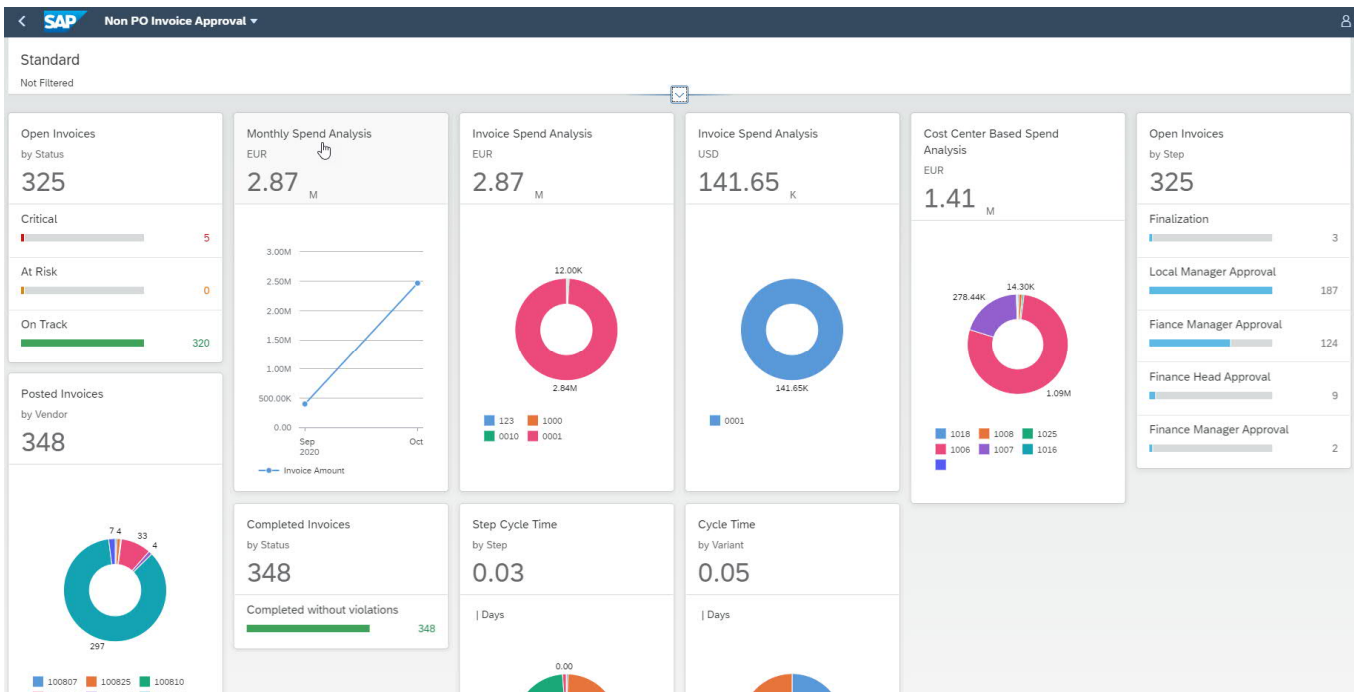 SAP
Non PO Invoice Approval
Standard
Not Filtered
Open Invoices
by Status
325
Critical
5
At Risk
0
On Track
320
Posted Invoices
by Vendor
348
7 4
33
4
297
100807 100825 100810
Monthly Spend Analysis
EUR
2.87 M
3.00M
2.50M
2.00M
1.50M
1.00M
500.00K
0.00
Sep
2020
Oct
Invoice Amount
Completed Invoices
by Status
348
Completed without violations
348
Invoice Spend Analysis
EUR
2.87 M
12.00K
2.84M
123 1000
0010 0001
Step Cycle Time
by Step
0.03
| Days
0.00
Invoice Spend Analysis
USD
141.65 K
141.65K
0001
Cycle Time
by Variant
0.05
| Days
Cost Center Based Spend
Analysis
EUR
1.41 M
14.30K
278.44K
1.09M
1018 1008 1025
1006 1007 1016
Open Invoices
by Step
325
Finalization
3
Local Manager Approval
187
Fiance Manager Approval
124
Finance Head Approval
9
Finance Manager Approval
2